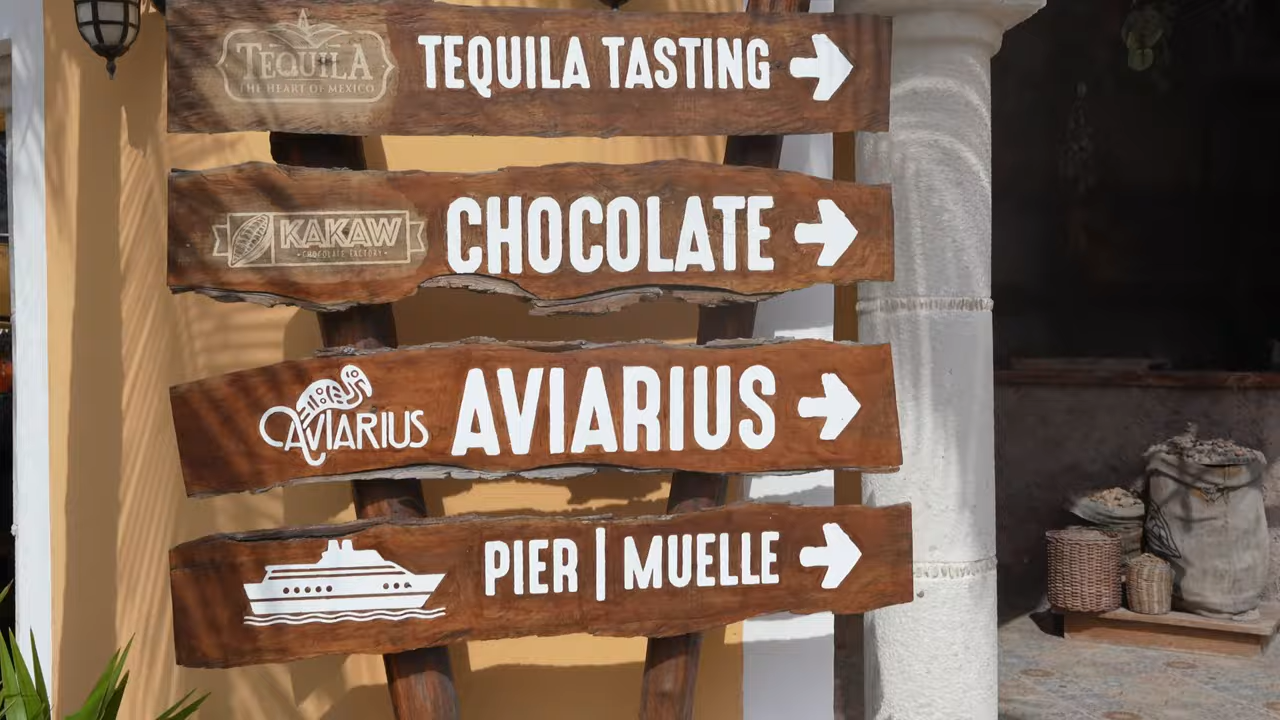 TEQUILA
THE HEART OF MEXICO
TEQUILA TASTING
KAKAW
CHOCOLATE FACTORY
CHOCOLATE
AVIARIUS
AVIARIUS
PIER | MUELLE